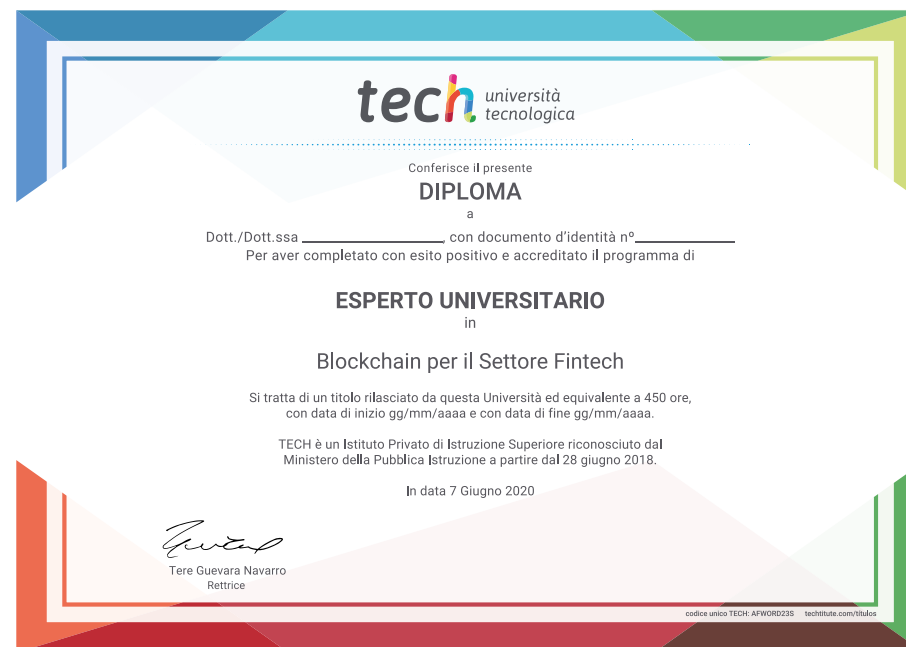 tech università
tecnologica
Conferisce il presente
DIPLOMA
a
Dott./Dott.ssa ____________________, con documento d'identità nº______________
Per aver completato con esito positivo e accreditato il programma di
ESPERTO UNIVERSITARIO
in
Blockchain per il Settore Fintech
Si tratta di un titolo rilasciato da questa Università ed equivalente a 450 ore,
con data di inizio gg/mm/aaaa e con data di fine gg/mm/aaaa.
TECH è un Istituto Privato di Istruzione Superiore riconosciuto dal
Ministero della Pubblica Istruzione a partire dal 28 giugno 2018.
In data 7 Giugno 2020
Tere Guevara Navarro
Rettrice
codice unico TECH: AFWORD23S techtitute.com/titulos